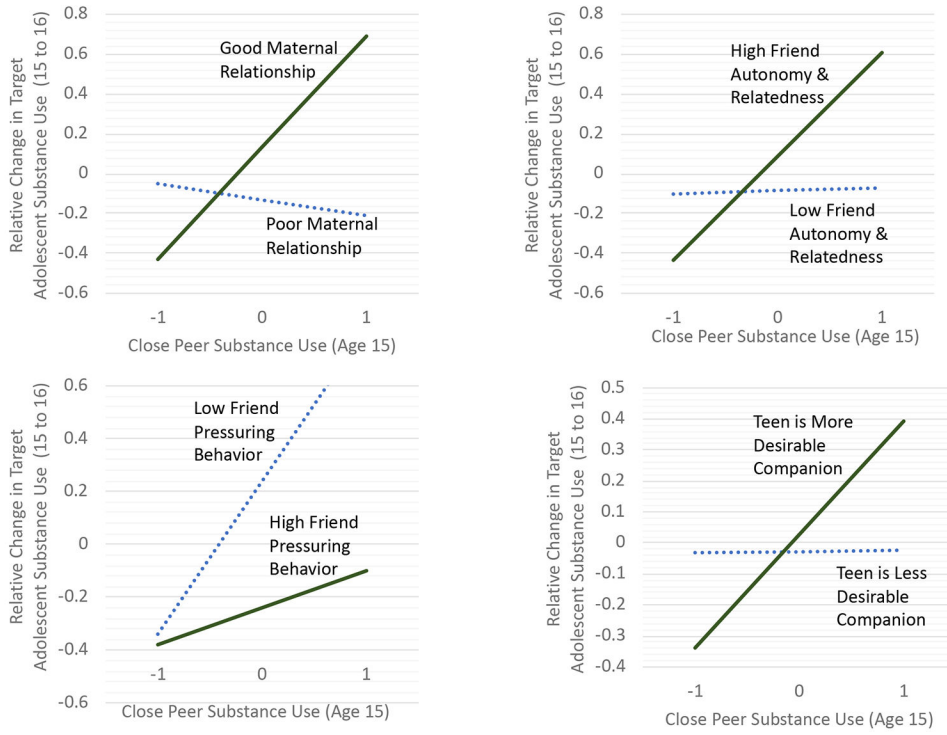 Relative Change in Target
Adolescent Substance Use (15 to 16)
0.8
0.6
0.4
0.2
0
-0.2
-0.4
-0.6
Good Maternal
Relationship
Poor Maternal
Relationship
-1
0
1
Close Peer Substance Use (Age 15)
Relative Change in Target
Adolescent Substance Use (15 to 16)
0.8
0.6
0.4
0.2
0
-0.2
-0.4
-0.6
High Friend
Autonomy &
Relatedness
Low Friend
Autonomy &
Relatedness
-1
0
1
Close Peer Substance Use (Age 15)
Relative Change in Target
Adolescent Substance Use (15 to 16)
0.6
0.4
0.2
0
-0.2
-0.4
-0.6
Low Friend
Pressuring
Behavior
High Friend
Pressuring
Behavior
-1
0
1
Close Peer Substance Use (Age 15)
Relative Change in Target
Adolescent Substance Use (15 to 16)
0.5
0.4
0.3
0.2
0.1
0
-0.1
-0.2
-0.3
-0.4
Teen is More
Desirable
Companion
Teen is Less
Desirable
Companion
-1
0
1
Close Peer Substance Use (Age 15)